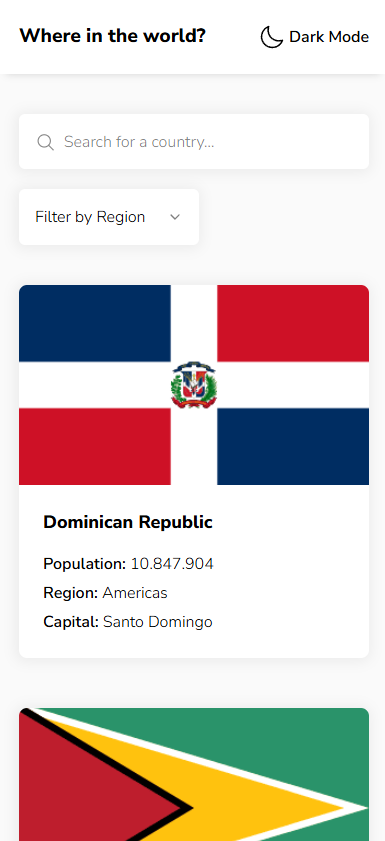 Where in the world?
Dark Mode
Search for a country...
Filter by Region
Dominican Republic
Population: 10.847.904
Region: Americas
Capital: Santo Domingo